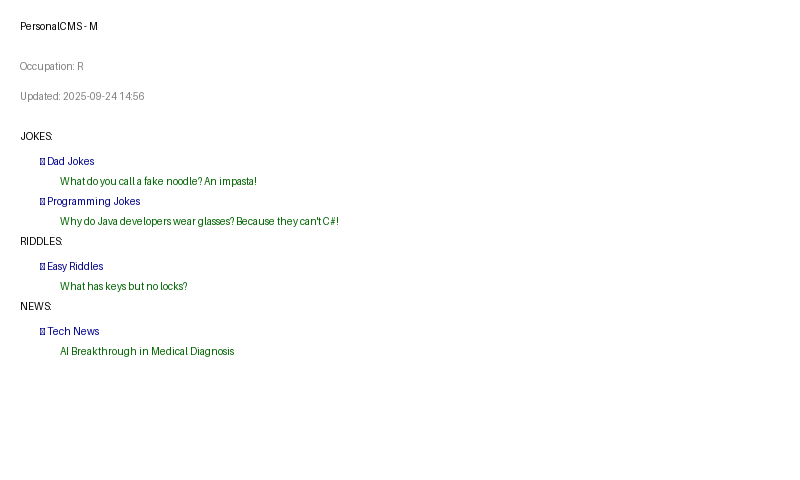 PersonalCMS - M
Occupation: R
Updated: 2025-09-24 14:56
JOKES:
Dad Jokes
What do you call a fake noodle? An impasta!
Programming Jokes
Why do Java developers wear glasses? Because they can't C#!
RIDDLES:
Easy Riddles
What has keys but no locks?
NEWS:
Tech News
AI Breakthrough in Medical Diagnosis